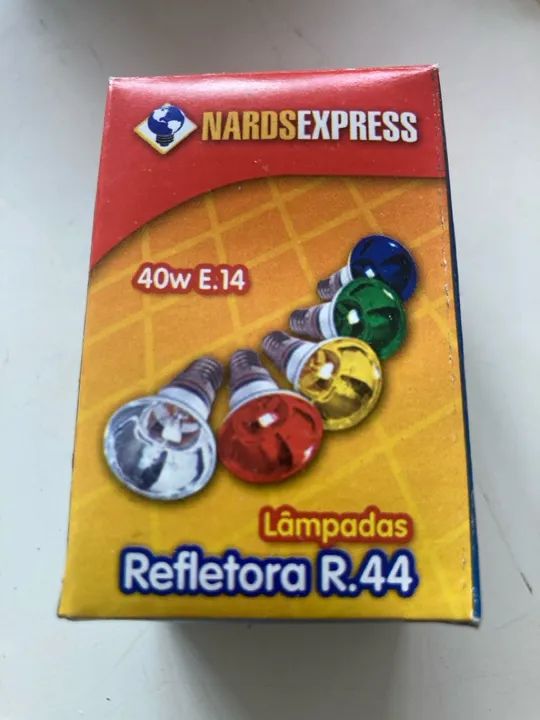 NARDSEXPRESS
40w E.14
Lâmpadas
Refletora R.44